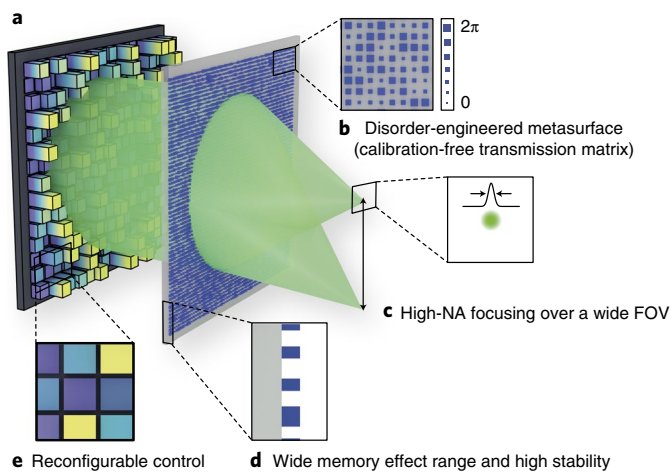 a
2π
0
b Disorder-engineered metasurface
(calibration-free transmission matrix)
c High-NA focusing over a wide FOV
e Reconfigurable control
d Wide memory effect range and high stability